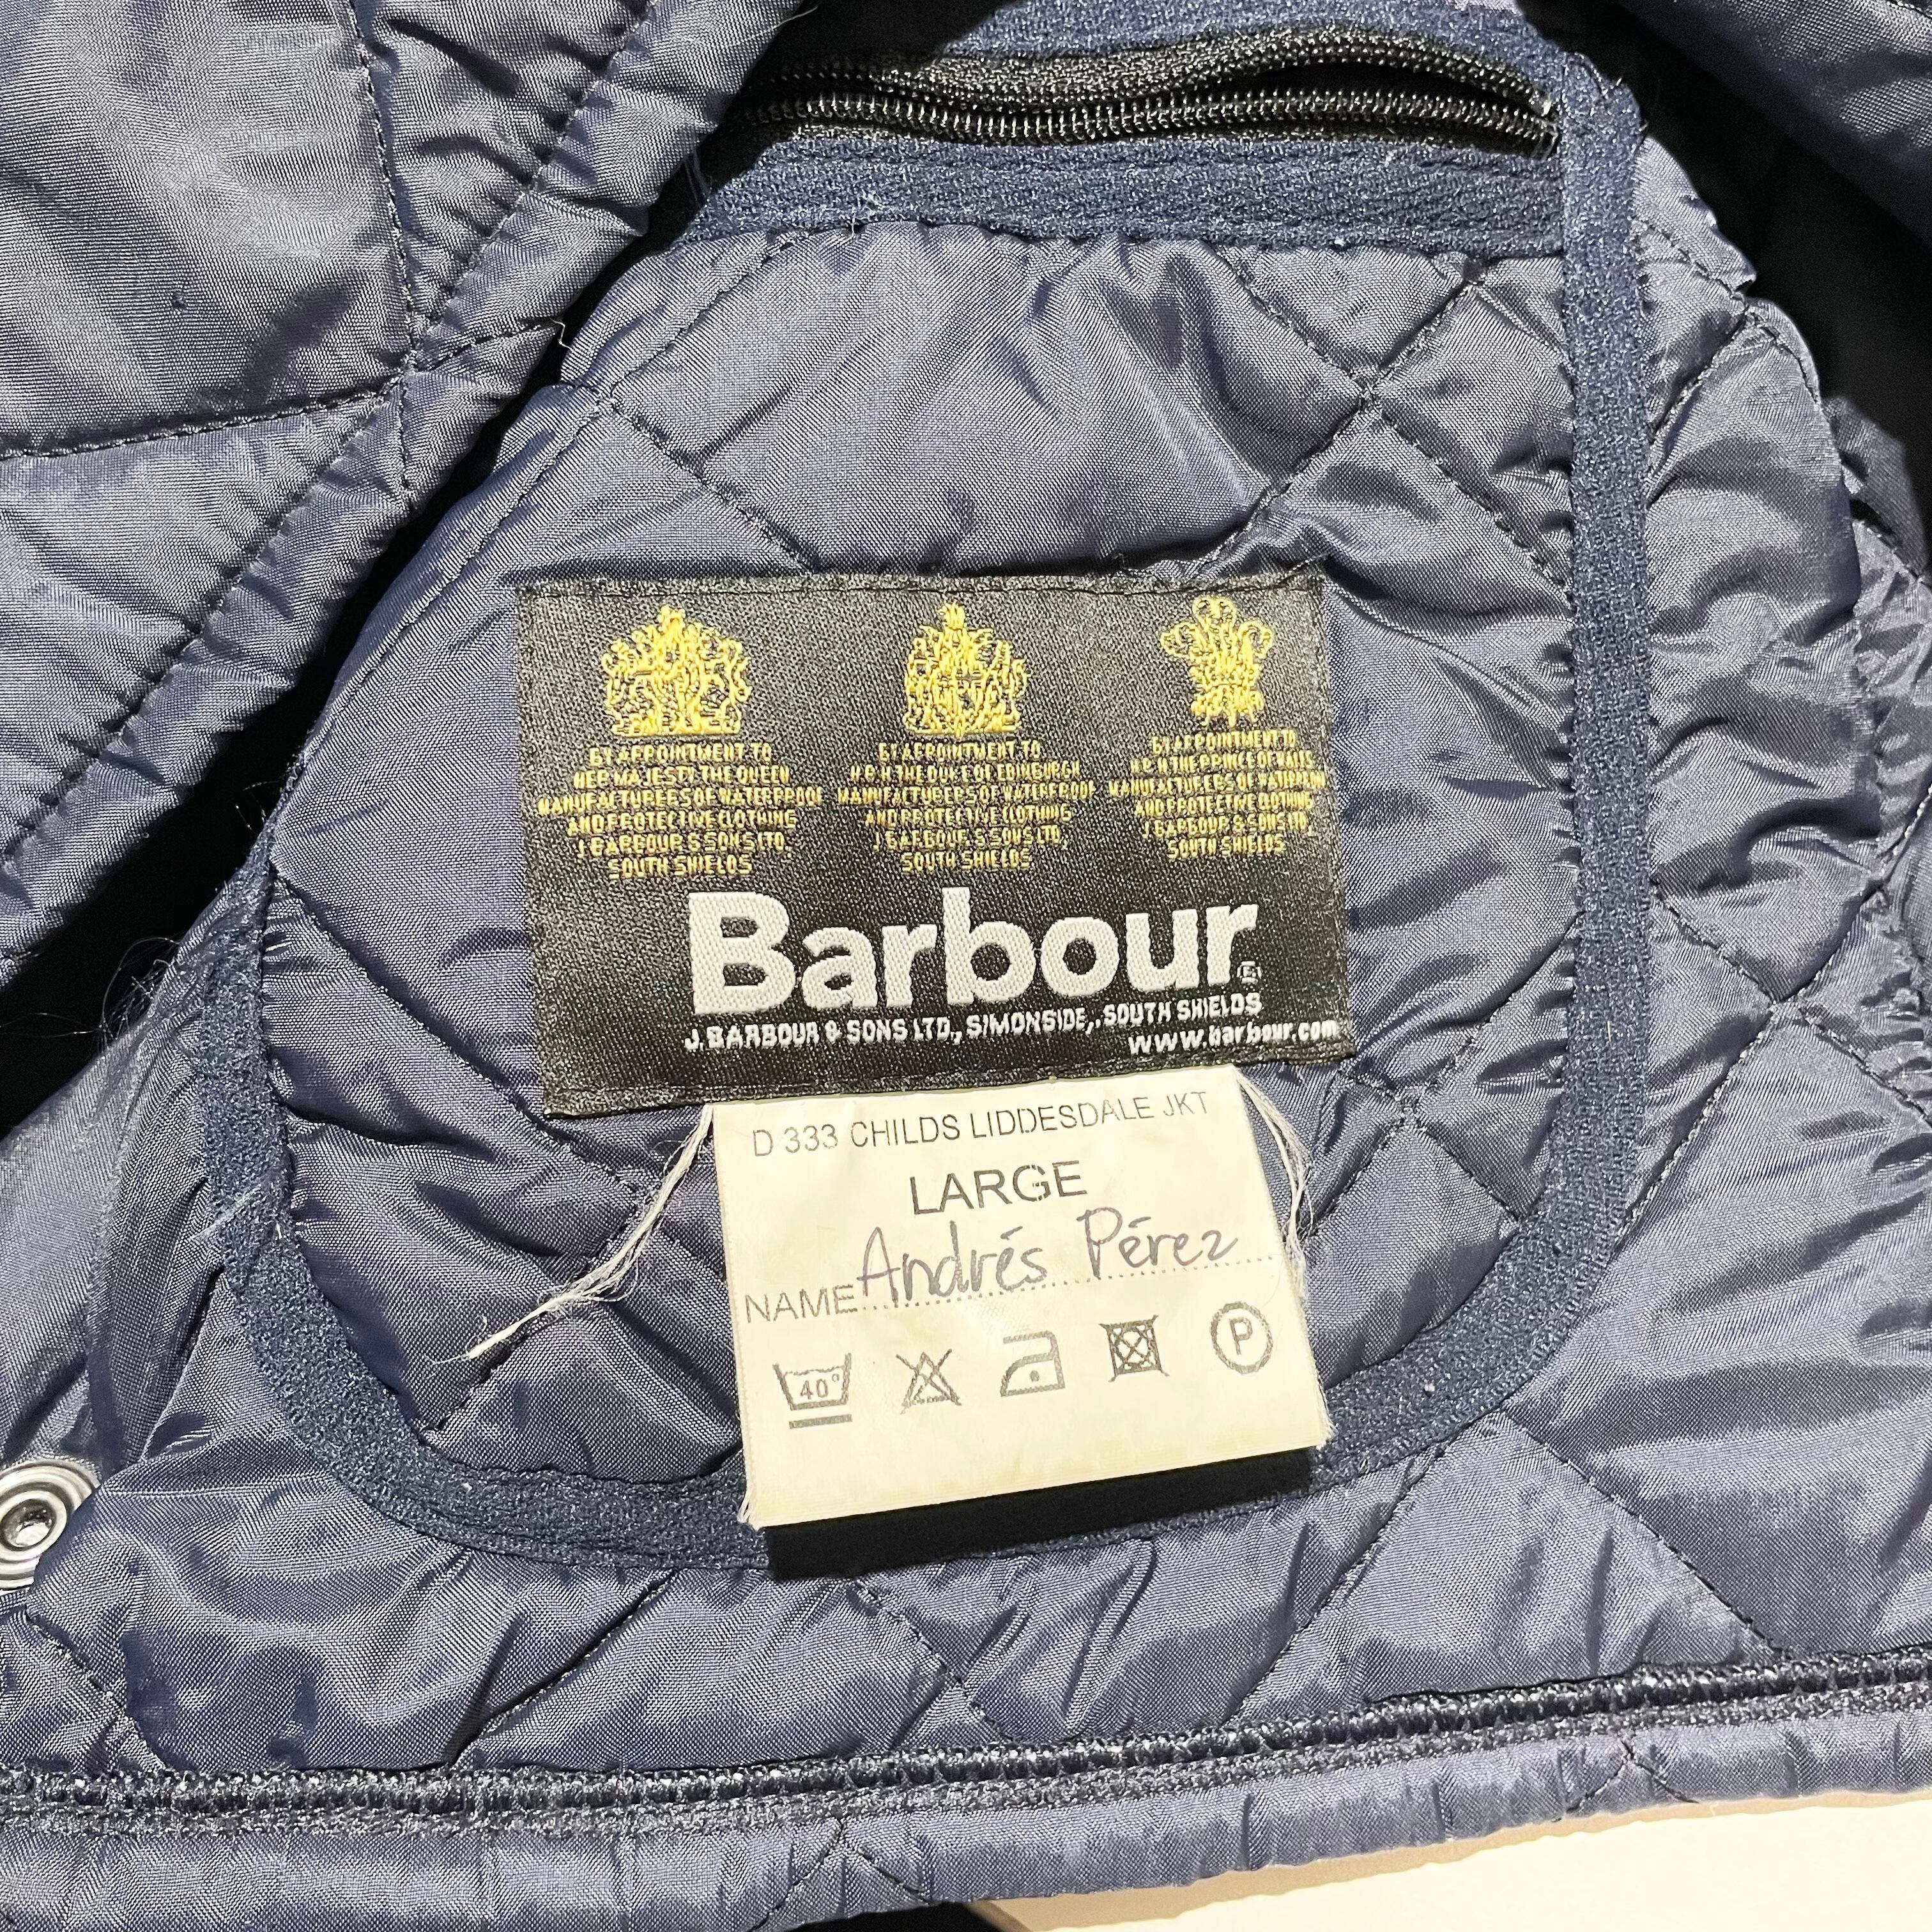 BY APPOINTMENT TO
HER MAJESTY THE QUEEN
MANUFACTURERS OF WATERPROOF
AND PROTECTIVE CLOTHING
J BARBOUR & SONS LTD,
SOUTH SHIELDS
BY APPOINTMENT TO
H.R.H THE DUKE OF EDINBURGH
MANUFACTURERS OF WATERPROOF
AND PROTECTIVE CLOTHING
J BARBOUR & SONS LTD,
SOUTH SHIELDS
BY APPOINTMENT TO
H.R.H THE PRINCE OF WALES
MANUFACTURERS OF WATERPROOF
AND PROTECTIVE CLOTHING
J BARBOUR & SONS LTD,
SOUTH SHIELDS
Barbour®
J. BARBOUR & SONS LTD., SIMONSIDE,. SOUTH SHIELDS
www.barbour.com
D 333 CHILDS LIDDESDALE JKT
LARGE
NAME Andrés Pérez
40° P